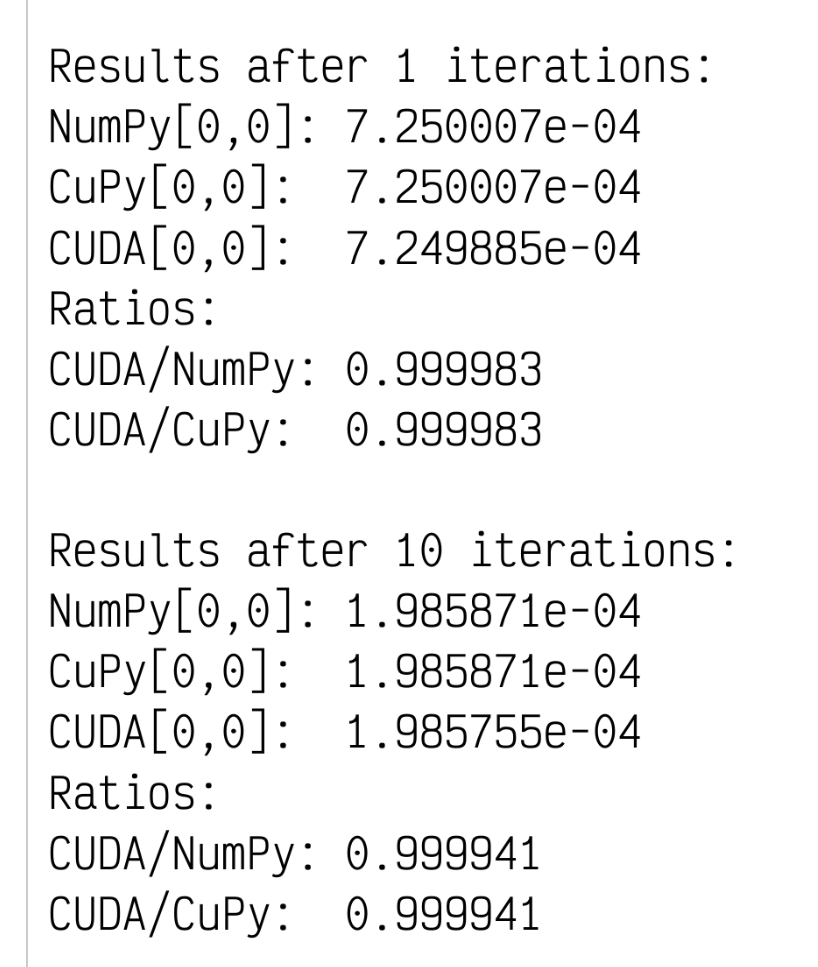 Results after 1 iterations:
NumPy[0,0]: 7.250007e-04
CuPy[0,0]:  7.250007e-04
CUDA[0,0]:  7.249885e-04
Ratios:
CUDA/NumPy: 0.999983
CUDA/CuPy:  0.999983

Results after 10 iterations:
NumPy[0,0]: 1.985871e-04
CuPy[0,0]:  1.985871e-04
CUDA[0,0]:  1.985755e-04
Ratios:
CUDA/NumPy: 0.999941
CUDA/CuPy:  0.999941